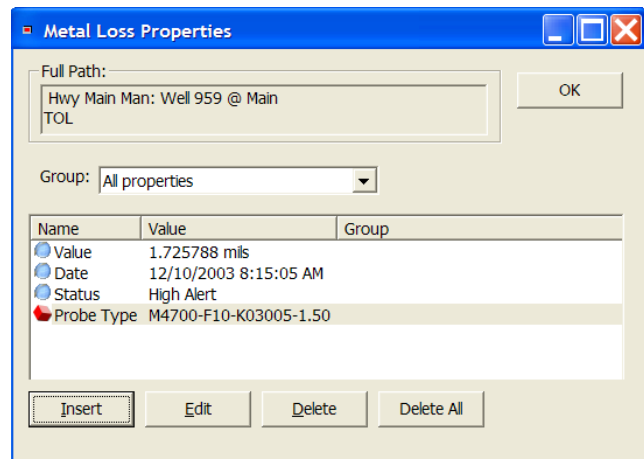 Metal Loss Properties
Full Path:
Hwy Main Man: Well 959 @ Main
TOL
OK
Group: All properties
Name Value Group
Value 1.725788 mils
Date 12/10/2003 8:15:05 AM
Status High Alert
Probe Type M4700-F10-K03005-1.50
Insert Edit Delete Delete All